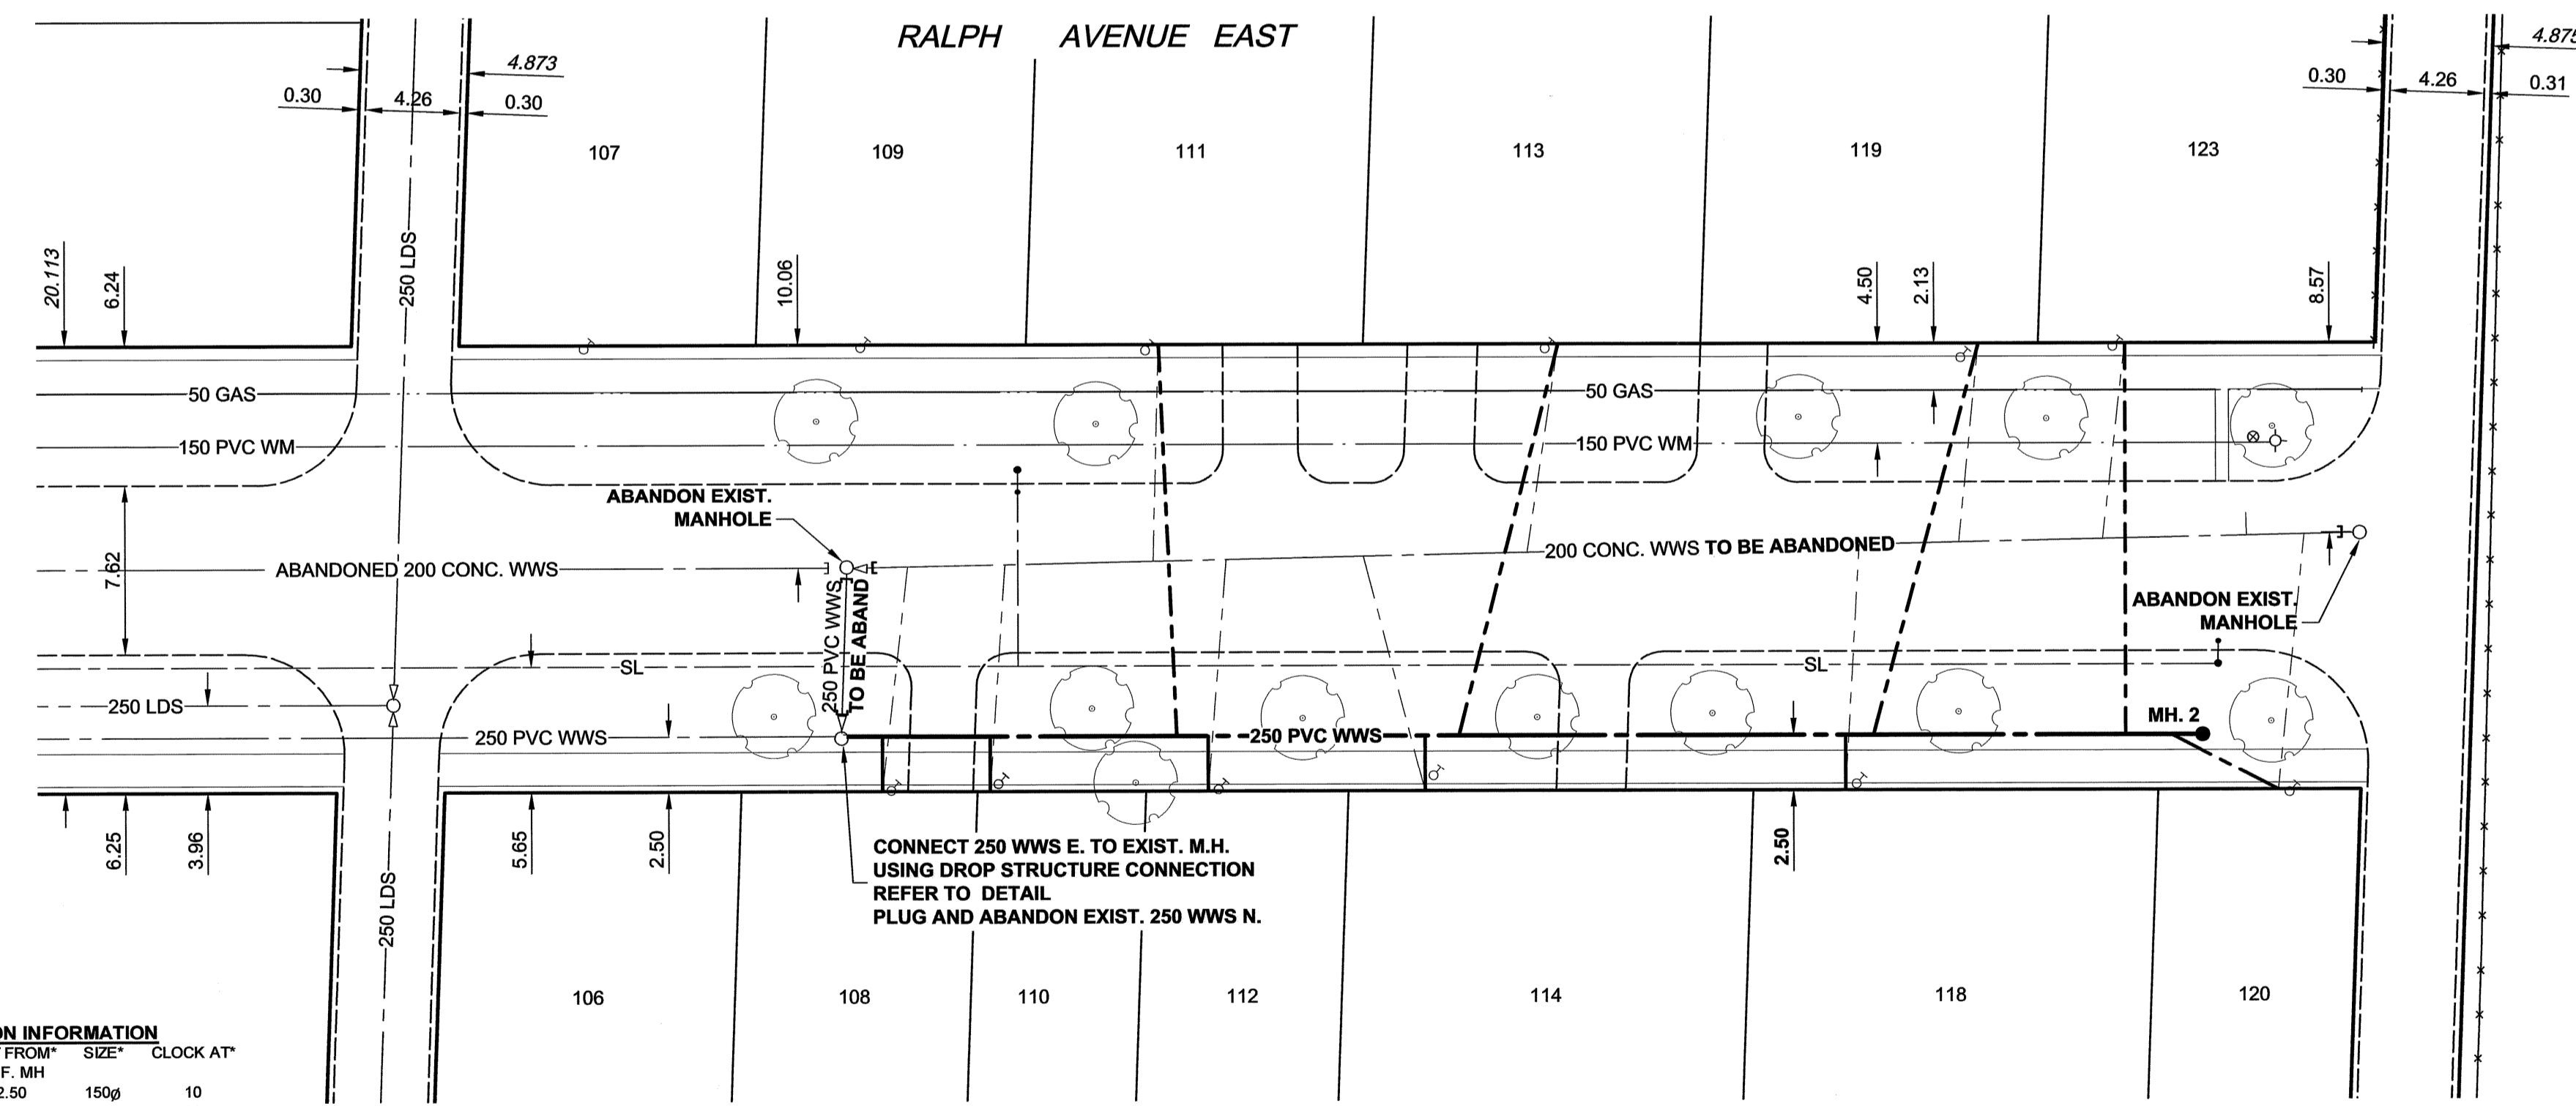 RALPH AVENUE EAST
4.873
0.30
4.26
0.30
4.875
0.30
4.26
0.31
107
109
111
113
119
123
250 LDS
20.113
6.24
10.06
4.50
2.13
8.57
50 GAS
50 GAS
150 PVC WM
150 PVC WM
ABANDON EXIST.
MANHOLE
7.62
ABANDONED 200 CONC. WWS
200 CONC. WWS TO BE ABANDONED
250 PVC WWS
TO BE ABAND
ABANDON EXIST.
MANHOLE
SL
SL
250 LDS
250 PVC WWS
250 PVC WWS
MH. 2
6.25
3.96
5.65
2.50
2.50
250 LDS
CONNECT 250 WWS E. TO EXIST. M.H.
USING DROP STRUCTURE CONNECTION
REFER TO DETAIL
PLUG AND ABANDON EXIST. 250 WWS N.
106
108
110
112
114
118
120
ON INFORMATION
FROM* SIZE* CLOCK AT*
F. MH
2.50 150ø 10